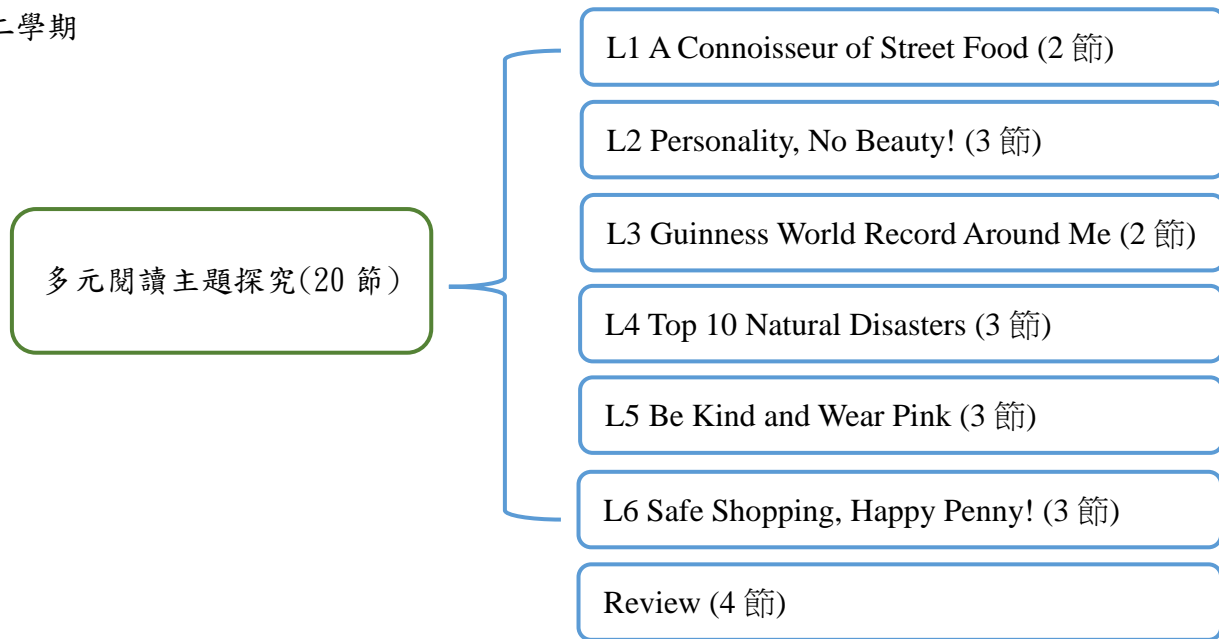 二學期
多元閱讀主題探究(20 節)
L1 A Connoisseur of Street Food (2 節)
L2 Personality, No Beauty! (3 節)
L3 Guinness World Record Around Me (2 節)
L4 Top 10 Natural Disasters (3 節)
L5 Be Kind and Wear Pink (3 節)
L6 Safe Shopping, Happy Penny! (3 節)
Review (4 節)